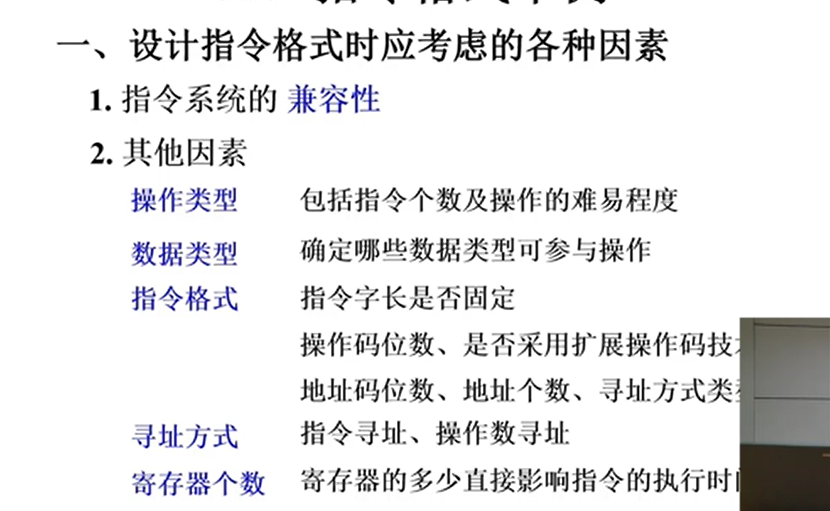 一、设计指令格式时应考虑的各种因素
1. 指令系统的 兼容性
2. 其他因素
操作类型 包括指令个数及操作的难易程度
数据类型 确定哪些数据类型可参与操作
指令格式 指令字长是否固定
操作码位数、是否采用扩展操作码技
地址码位数、地址个数、寻址方式类
寻址方式 指令寻址、操作数寻址
寄存器个数 寄存器的多少直接影响指令的执行时